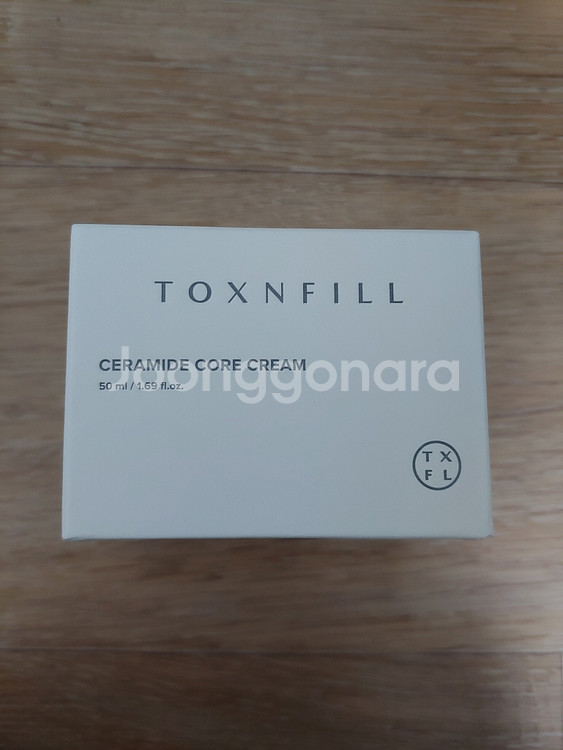 TOXNFILL
CERAMIDE CORE CREAM
Joonggonara
50 ml / 1.69 fl.oz.
T X
F L